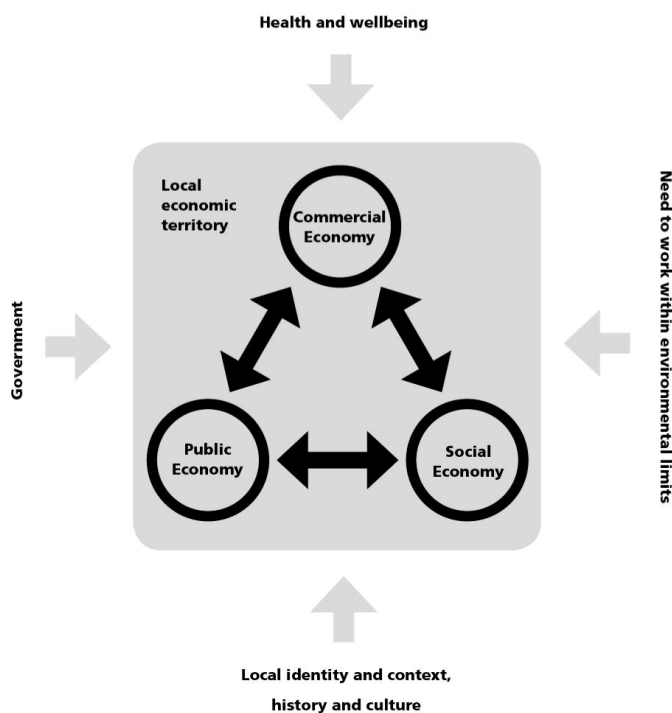 Health and wellbeing
Local
economic
territory
Commercial
Economy
Government
Need to work within environmental limits
Public
Economy
Social
Economy
Local identity and context,
history and culture